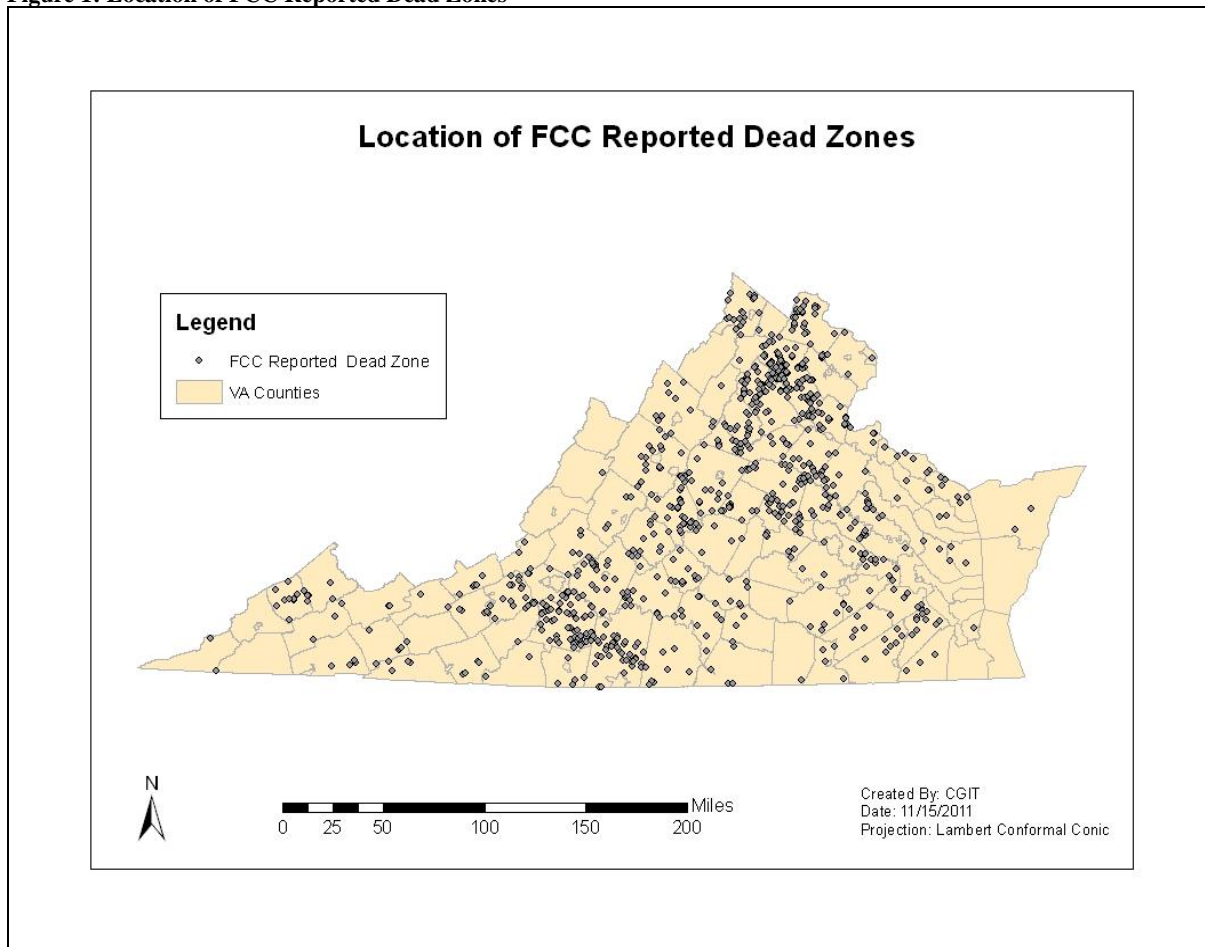 Figure 1: Location of FCC Reported Dead Zones
Location of FCC Reported Dead Zones
Legend
FCC Reported Dead Zone
VA Counties
N
Miles
0 25 50 100 150 200
Created By: CGIT
Date: 11/15/2011
Projection: Lambert Conformal Conic